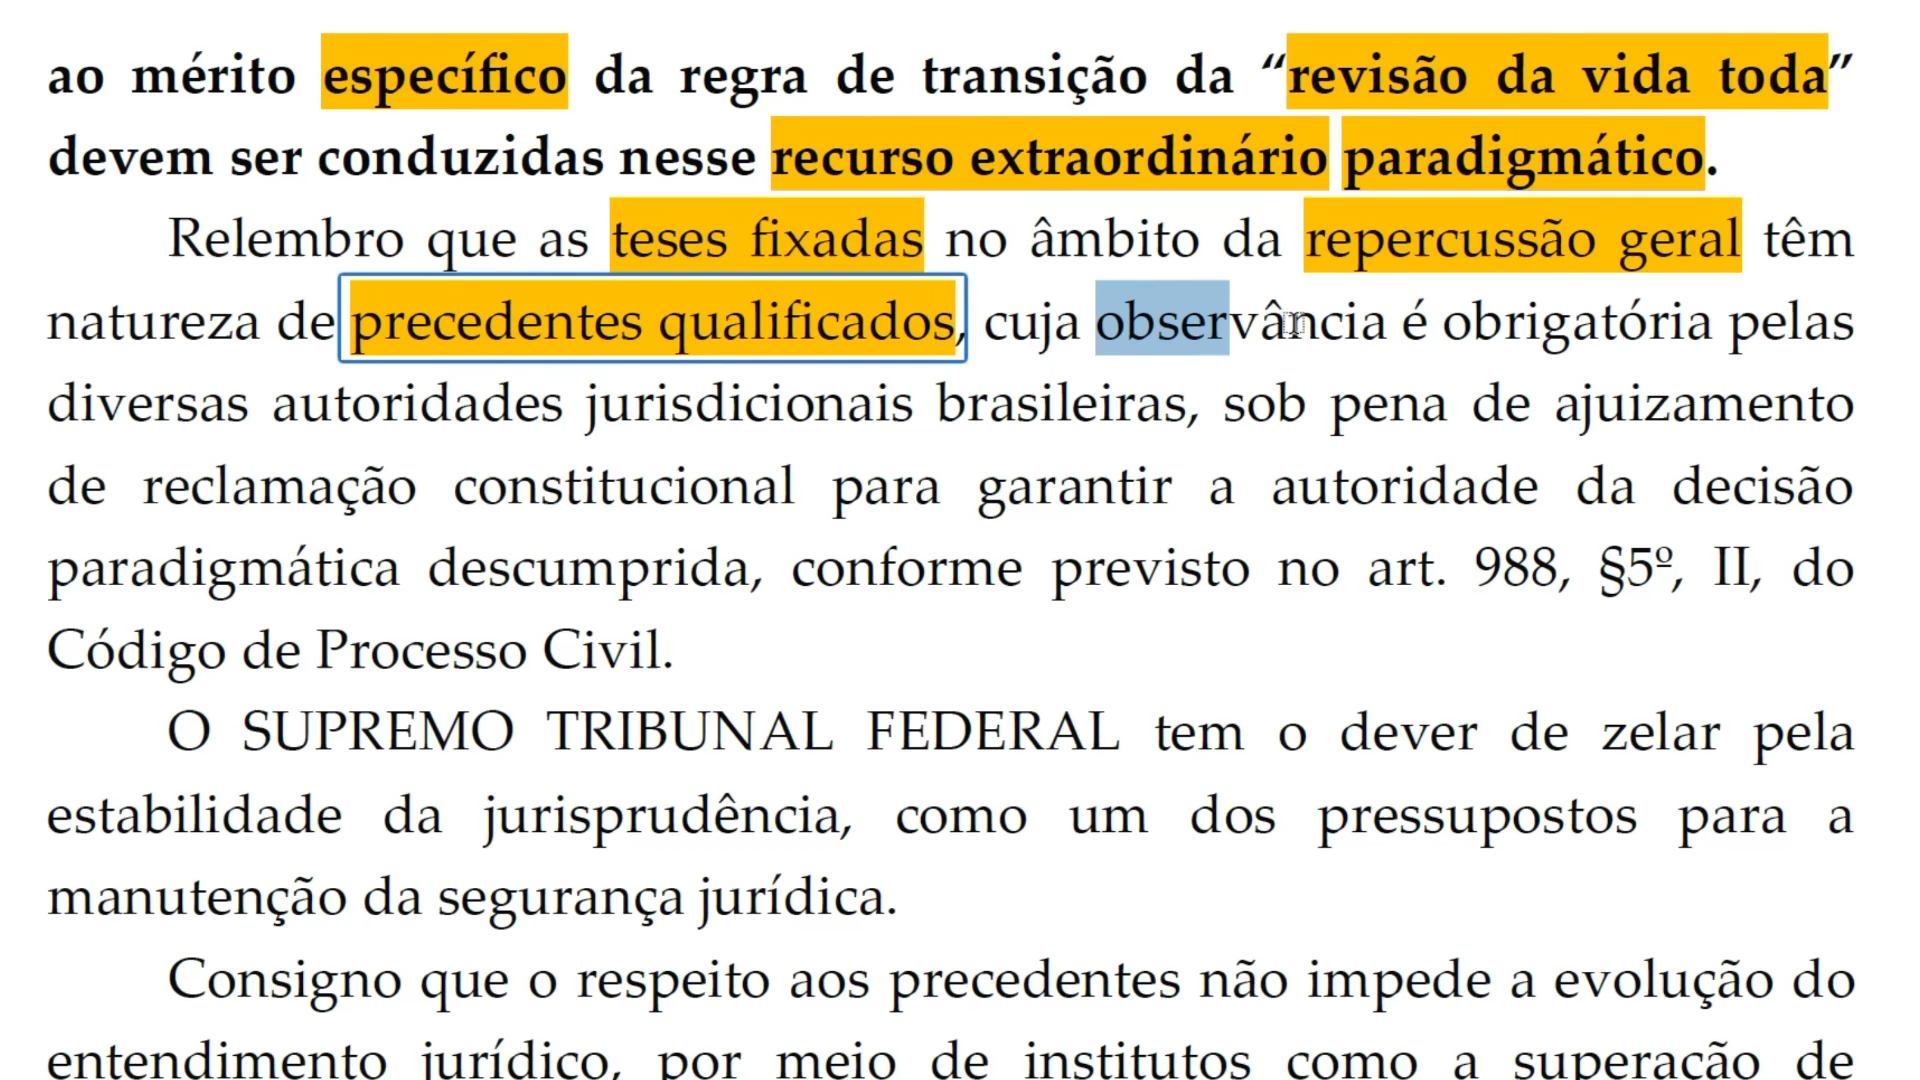 ao mérito específico da regra de transição da “revisão da vida toda”
devem ser conduzidas nesse recurso extraordinário paradigmático.
Relembro que as teses fixadas no âmbito da repercussão geral têm
natureza de precedentes qualificados, cuja observância é obrigatória pelas
diversas autoridades jurisdicionais brasileiras, sob pena de ajuizamento
de reclamação constitucional para garantir a autoridade da decisão
paradigmática descumprida, conforme previsto no art. 988, §5º, II, do
Código de Processo Civil.
O SUPREMO TRIBUNAL FEDERAL tem o dever de zelar pela
estabilidade da jurisprudência, como um dos pressupostos para a
manutenção da segurança jurídica.
Consigno que o respeito aos precedentes não impede a evolução do
entendimento jurídico, por meio de institutos como a superação de